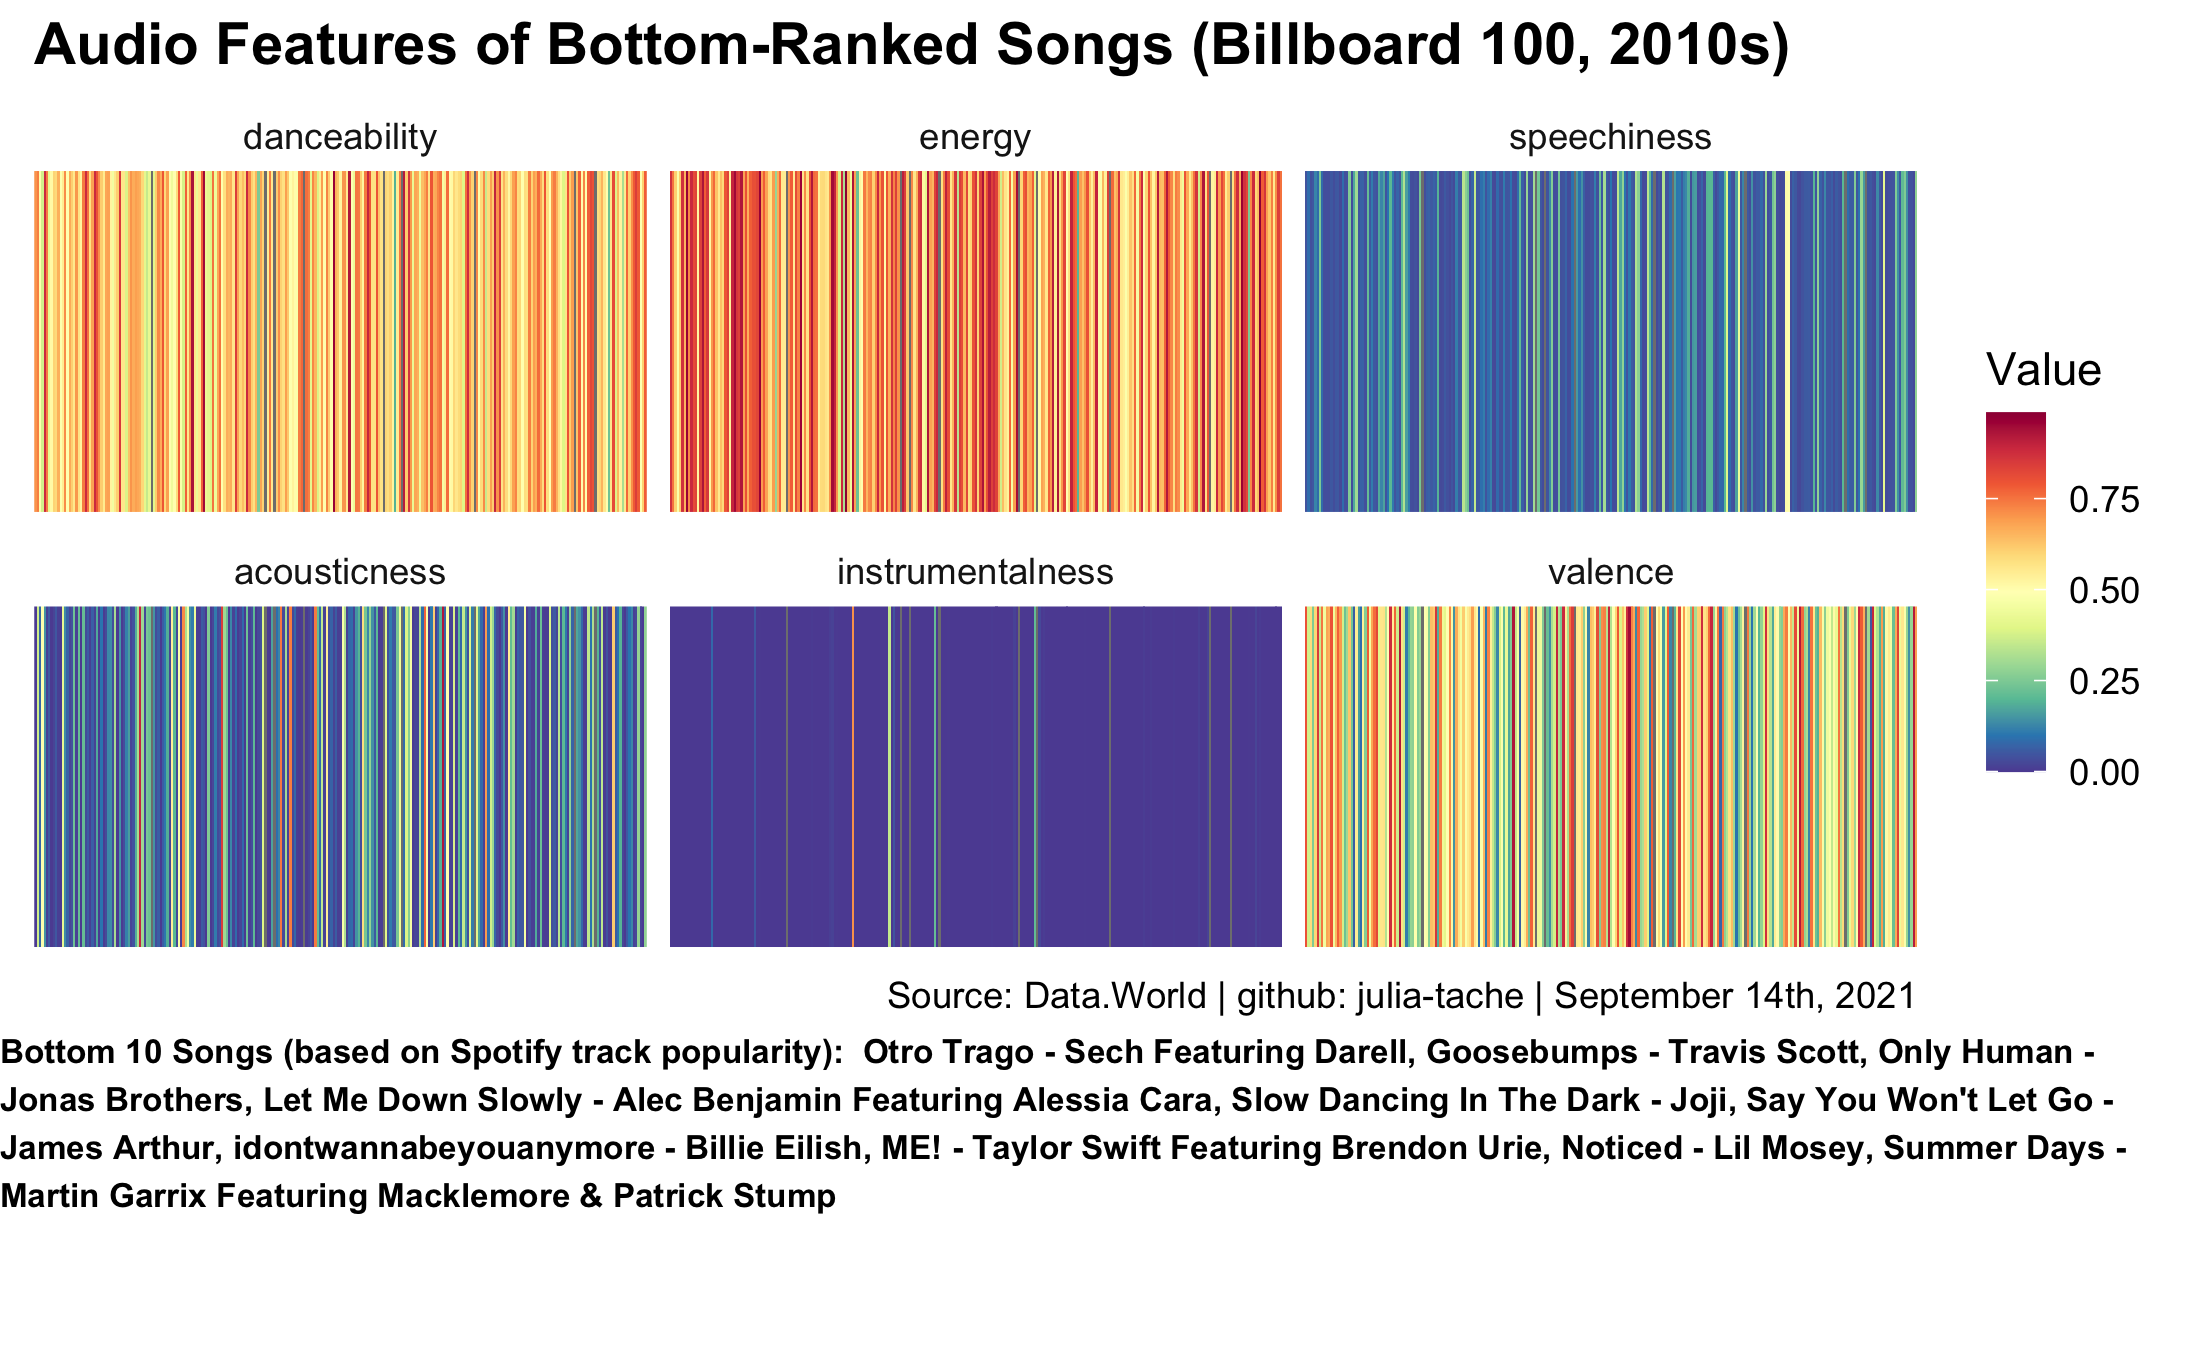 Audio Features of Bottom-Ranked Songs (Billboard 100, 2010s)
danceability
energy
speechiness
acousticness
instrumentalness
valence
Value
0.75
0.50
0.25
0.00
Source: Data.World | github: julia-tache | September 14th, 2021
Bottom 10 Songs (based on Spotify track popularity):  Otro Trago - Sech Featuring Darell, Goosebumps - Travis Scott, Only Human -
Jonas Brothers, Let Me Down Slowly - Alec Benjamin Featuring Alessia Cara, Slow Dancing In The Dark - Joji, Say You Won't Let Go -
James Arthur, idontwannabeyouanymore - Billie Eilish, ME! - Taylor Swift Featuring Brendon Urie, Noticed - Lil Mosey, Summer Days -
Martin Garrix Featuring Macklemore & Patrick Stump